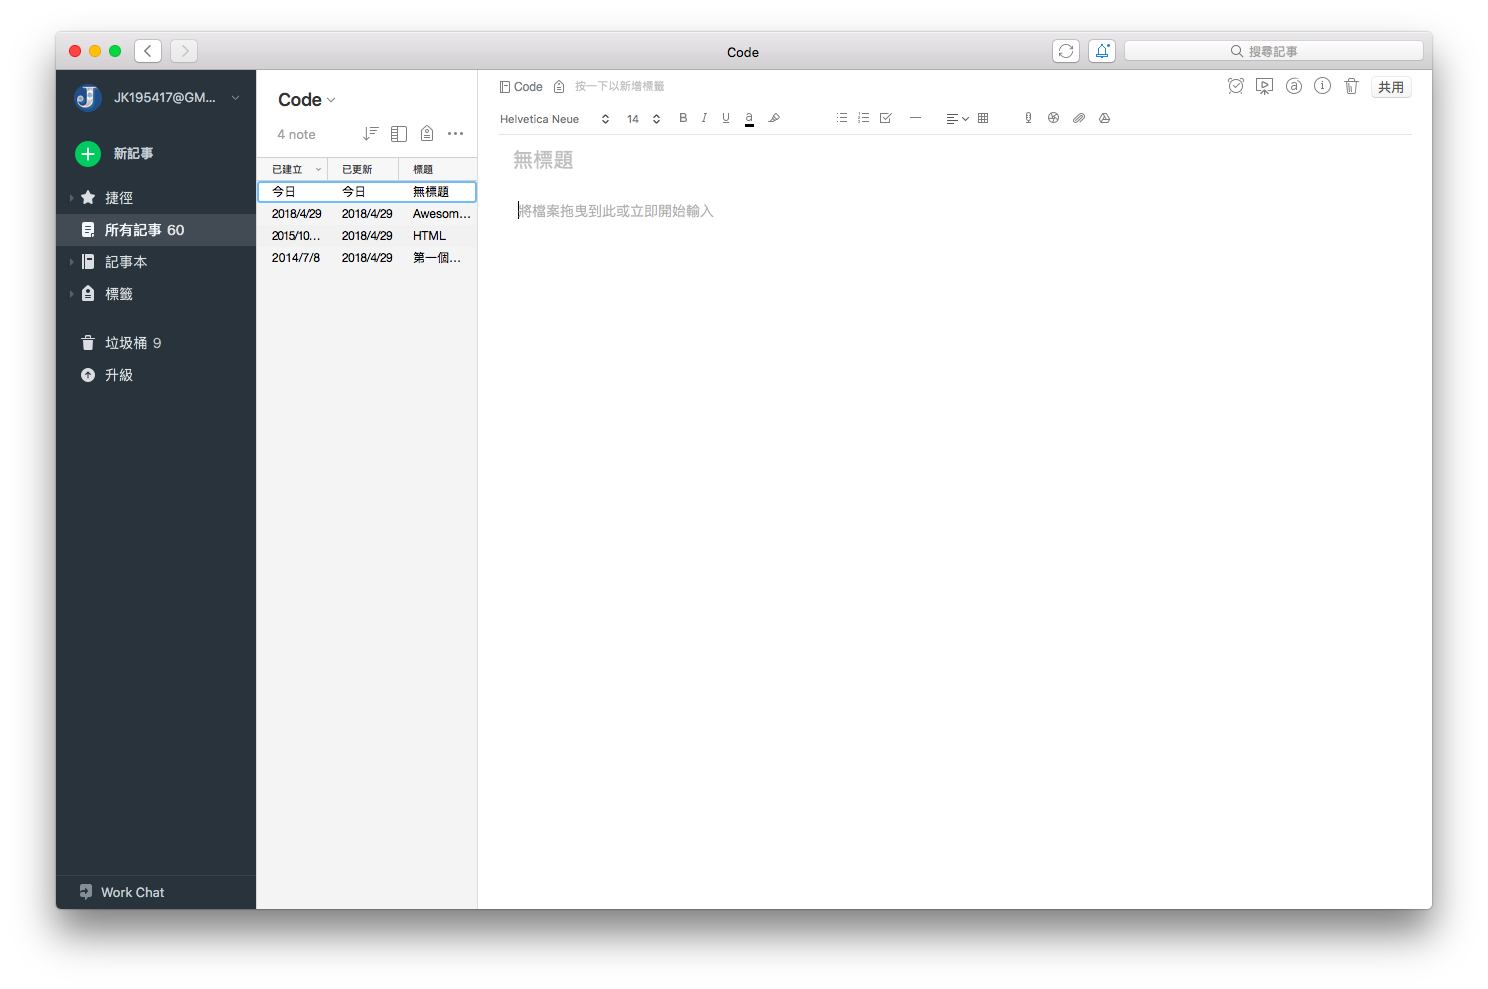 Code
搜尋記事
JK195417@GM...
新記事
捷徑
所有記事 60
記事本
標籤
垃圾桶 9
升級
Work Chat
Code
4 note
已建立 已更新 標題
今日 今日 無標題
2018/4/29 2018/4/29 Awesom...
2015/10... 2018/4/29 HTML
2014/7/8 2018/4/29 第一個...
Code 按一下以新增標籤
共用
Helvetica Neue 14 B I U a
無標題
將檔案拖曳到此或立即開始輸入